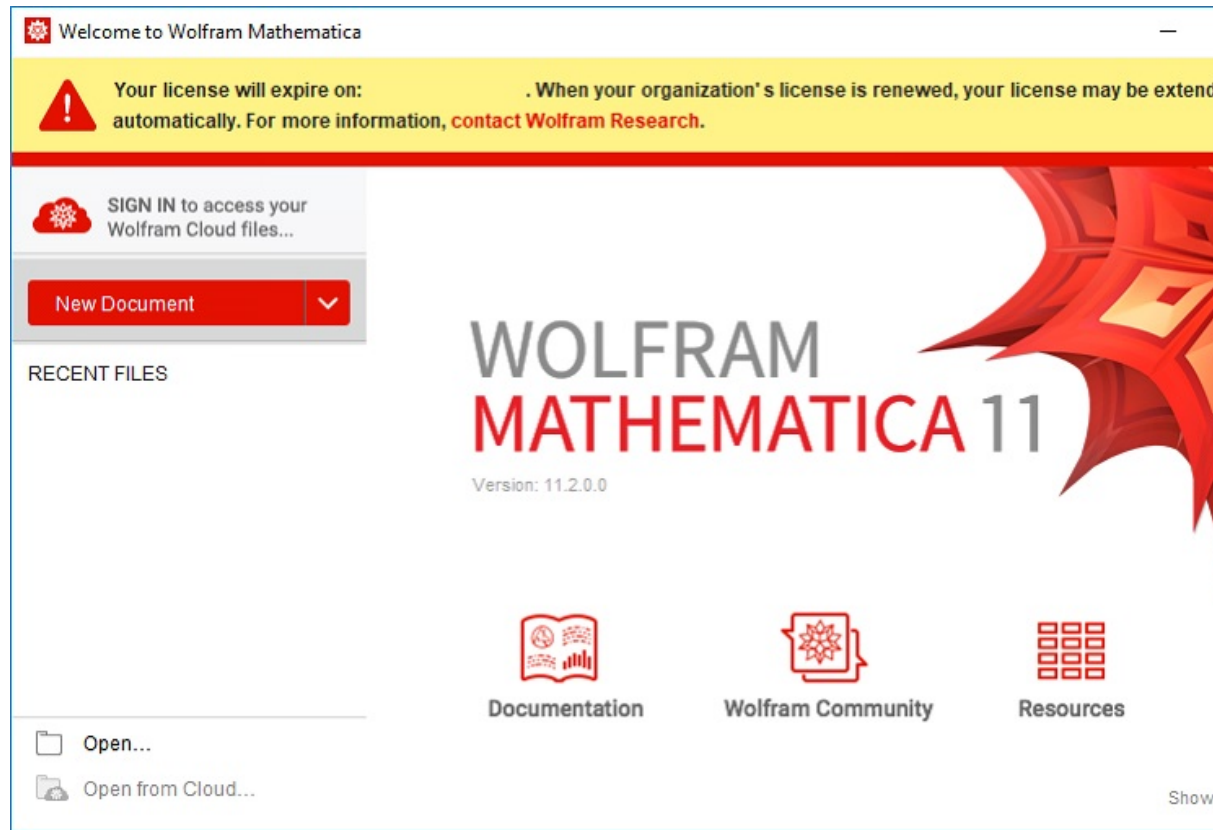 Welcome to Wolfram Mathematica
Your license will expire on: . When your organization's license is renewed, your license may be extend
automatically. For more information, contact Wolfram Research.
SIGN IN to access your
Wolfram Cloud files...
New Document
RECENT FILES
WOLFRAM
MATHEMATICA 11
Version: 11.2.0.0
Documentation
Wolfram Community
Resources
Open...
Open from Cloud...
Show